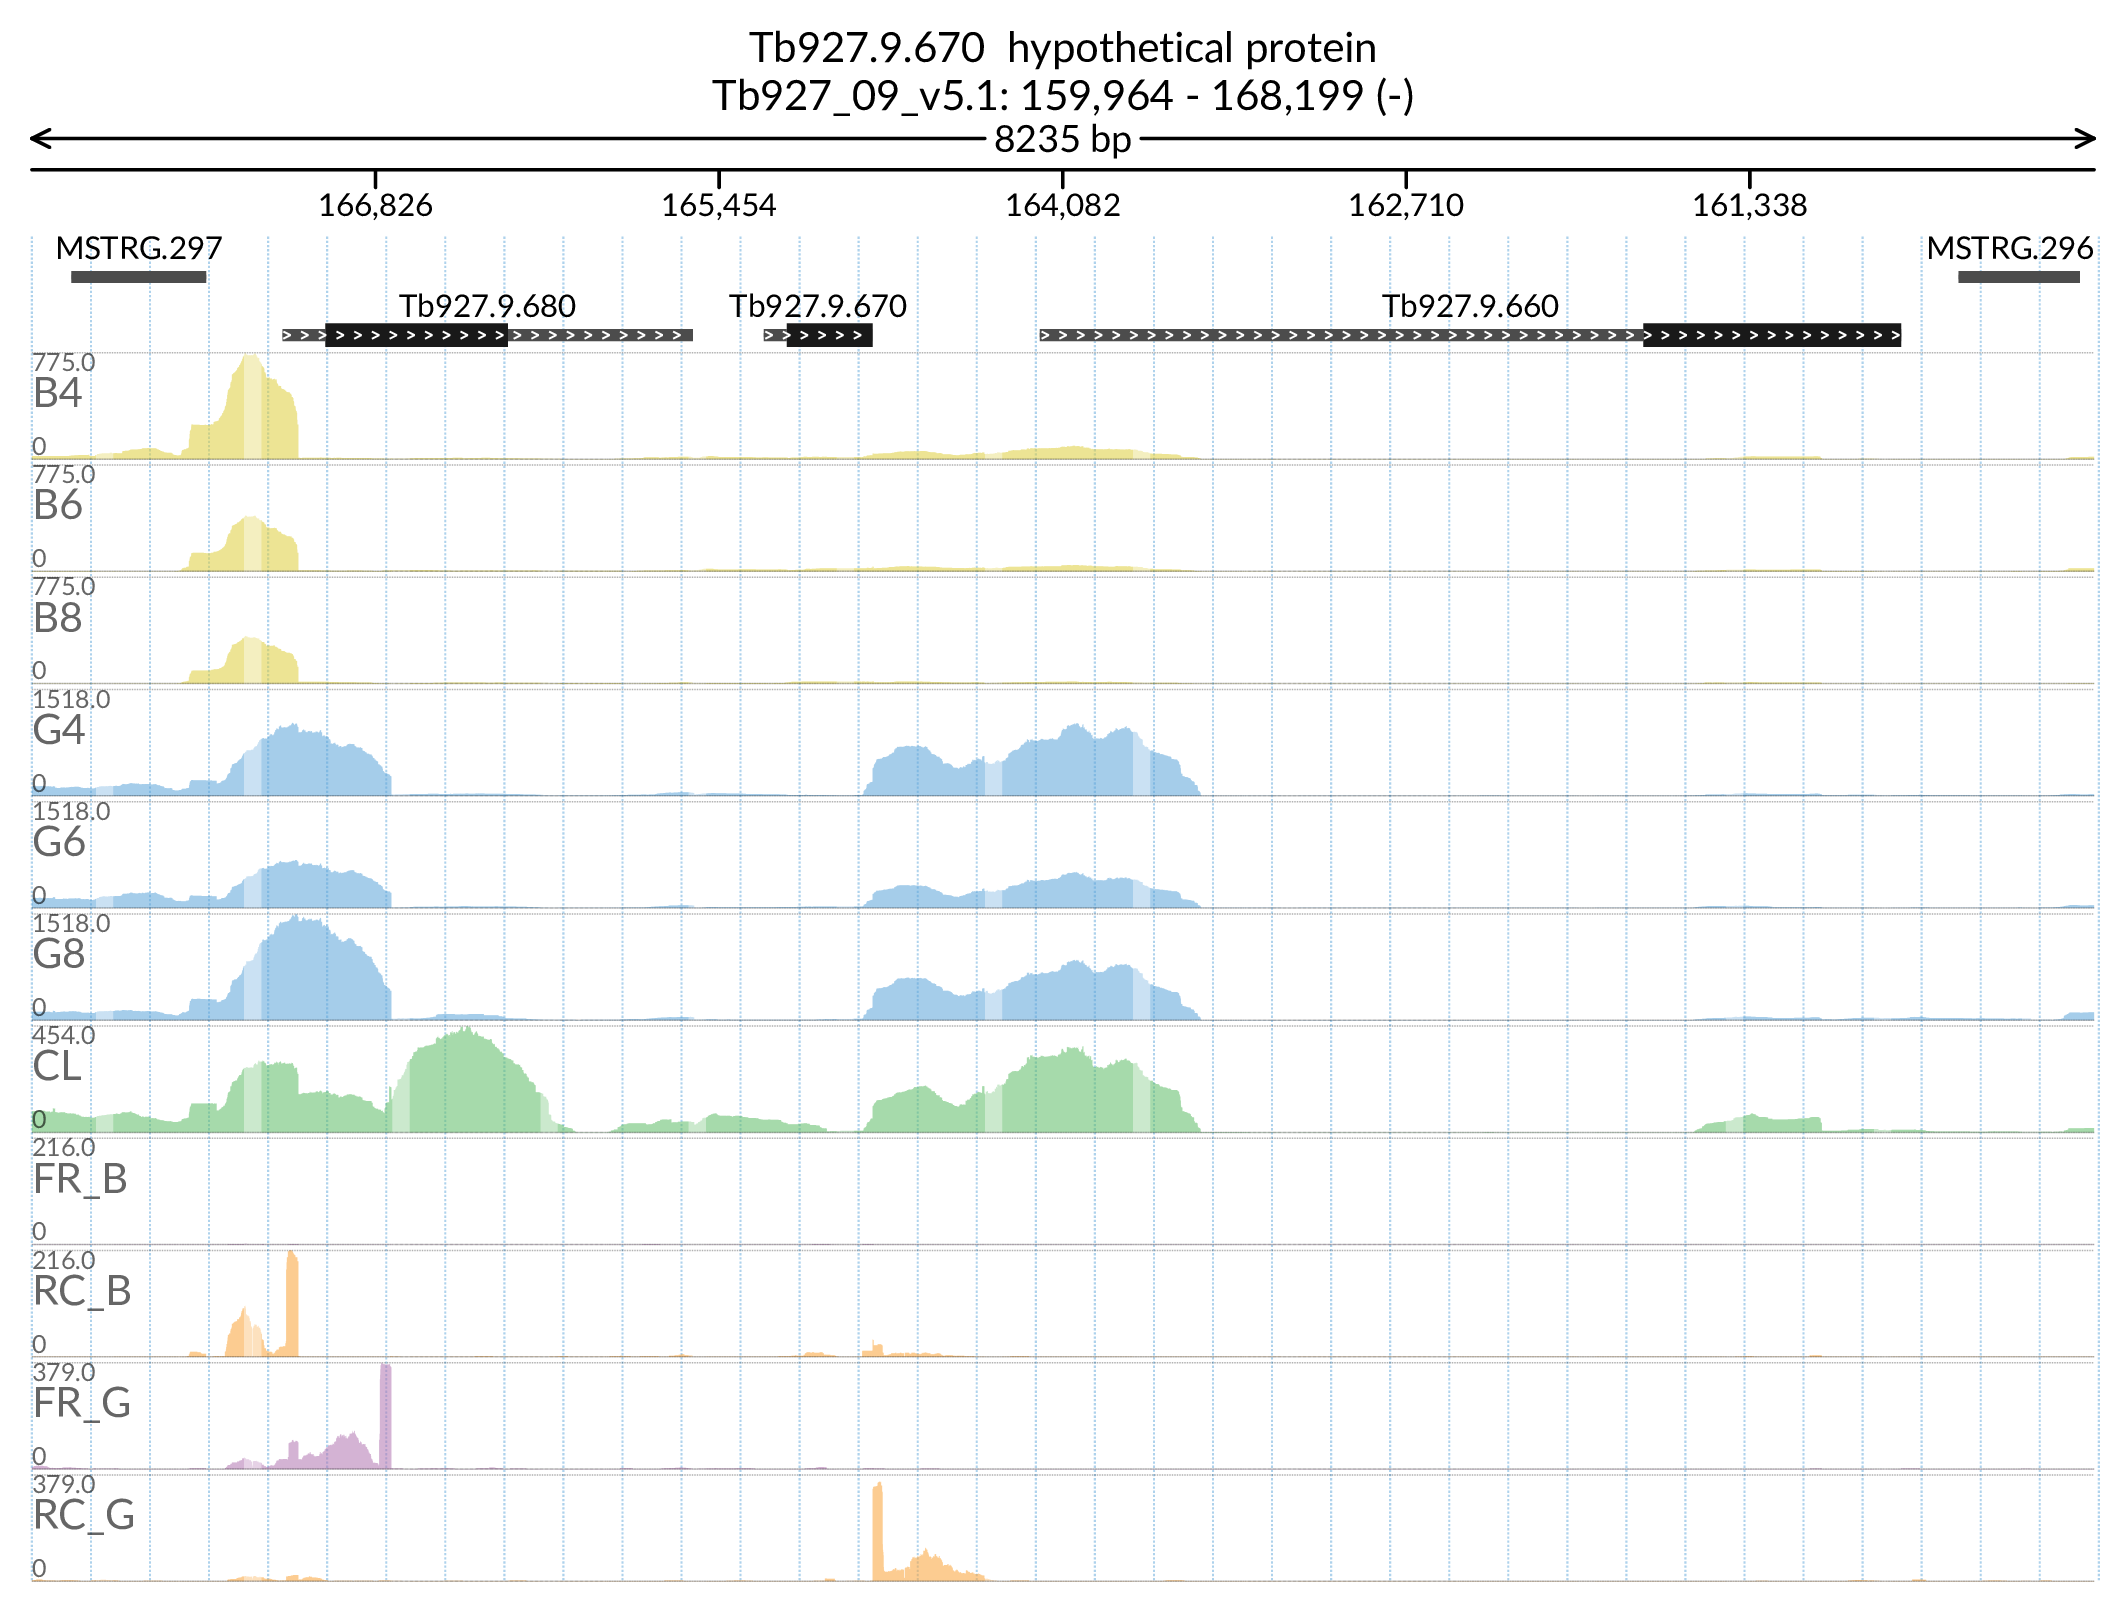 Tb927.9.670 hypothetical protein
Tb927_09_v5.1: 159,964 - 168,199 (-)
8235 bp
166,826 165,454 164,082 162,710 161,338
MSTRG.297 MSTRG.296
Tb927.9.680 Tb927.9.670 Tb927.9.660
775.0
B4
0
775.0
B6
0
775.0
B8
0
1518.0
G4
0
1518.0
G6
0
1518.0
G8
0
454.0
CL
0
216.0
FR_B
0
216.0
RC_B
0
379.0
FR_G
0
379.0
RC_G
0